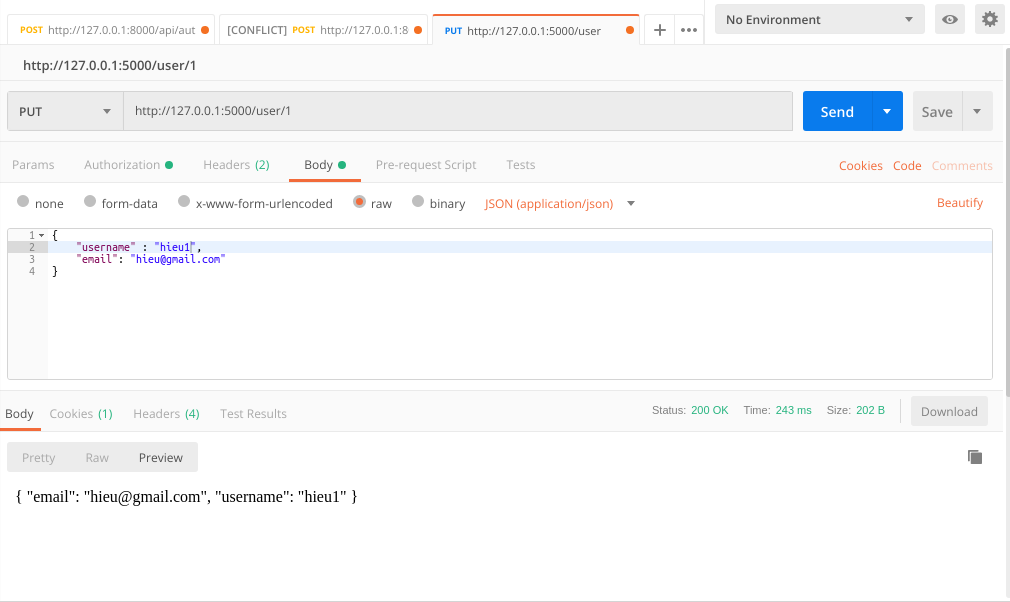 POST http://127.0.0.1:8000/api/aut [CONFLICT] POST http://127.0.0.1:8 PUT http://127.0.0.1:5000/user No Environment
http://127.0.0.1:5000/user/1
PUT http://127.0.0.1:5000/user/1 Send Save
Params Authorization Headers (2) Body Pre-request Script Tests Cookies Code Comments
none form-data x-www-form-urlencoded raw binary JSON (application/json) Beautify
1 {
2 "username" : "hieu1",
3 "email": "hieu@gmail.com"
4 }
Body Cookies (1) Headers (4) Test Results Status: 200 OK Time: 243 ms Size: 202 B Download
Pretty Raw Preview
{ "email": "hieu@gmail.com", "username": "hieu1" }